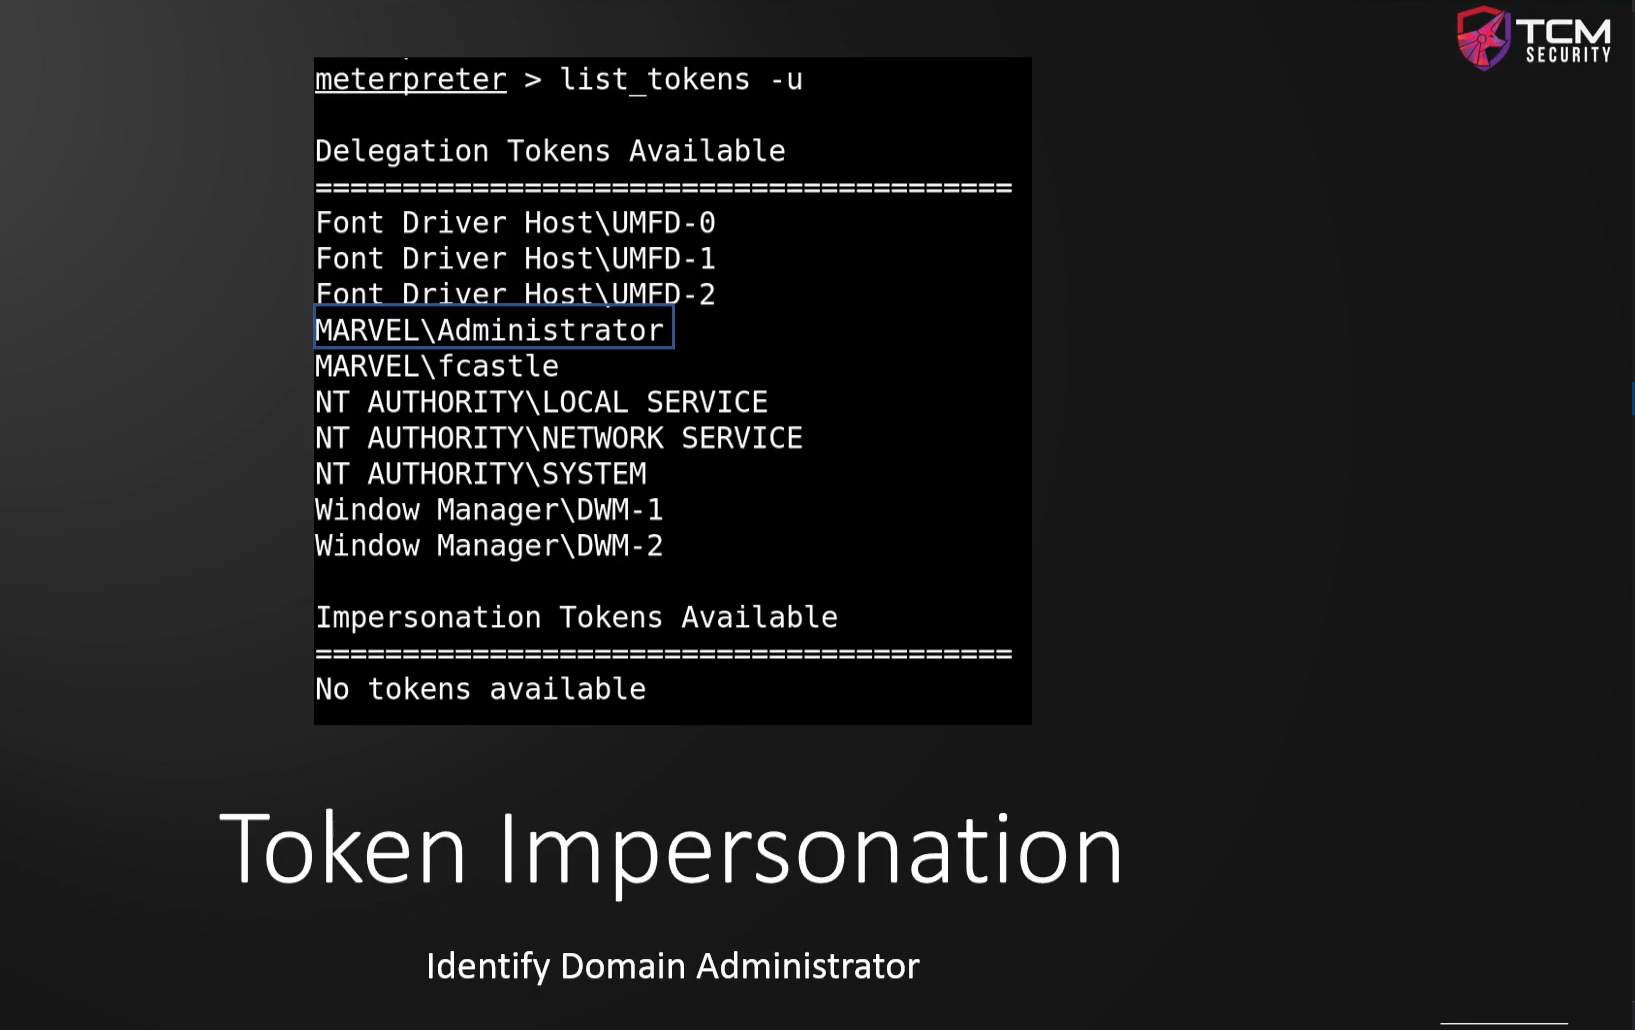 TCM
SECURITY
meterpreter > list_tokens -u
Delegation Tokens Available
========================================
Font Driver Host\UMFD-0
Font Driver Host\UMFD-1
Font Driver Host\UMFD-2
MARVEL\Administrator
MARVEL\fcastle
NT AUTHORITY\LOCAL SERVICE
NT AUTHORITY\NETWORK SERVICE
NT AUTHORITY\SYSTEM
Window Manager\DWM-1
Window Manager\DWM-2
Impersonation Tokens Available
========================================
No tokens available
Token Impersonation
Identify Domain Administrator